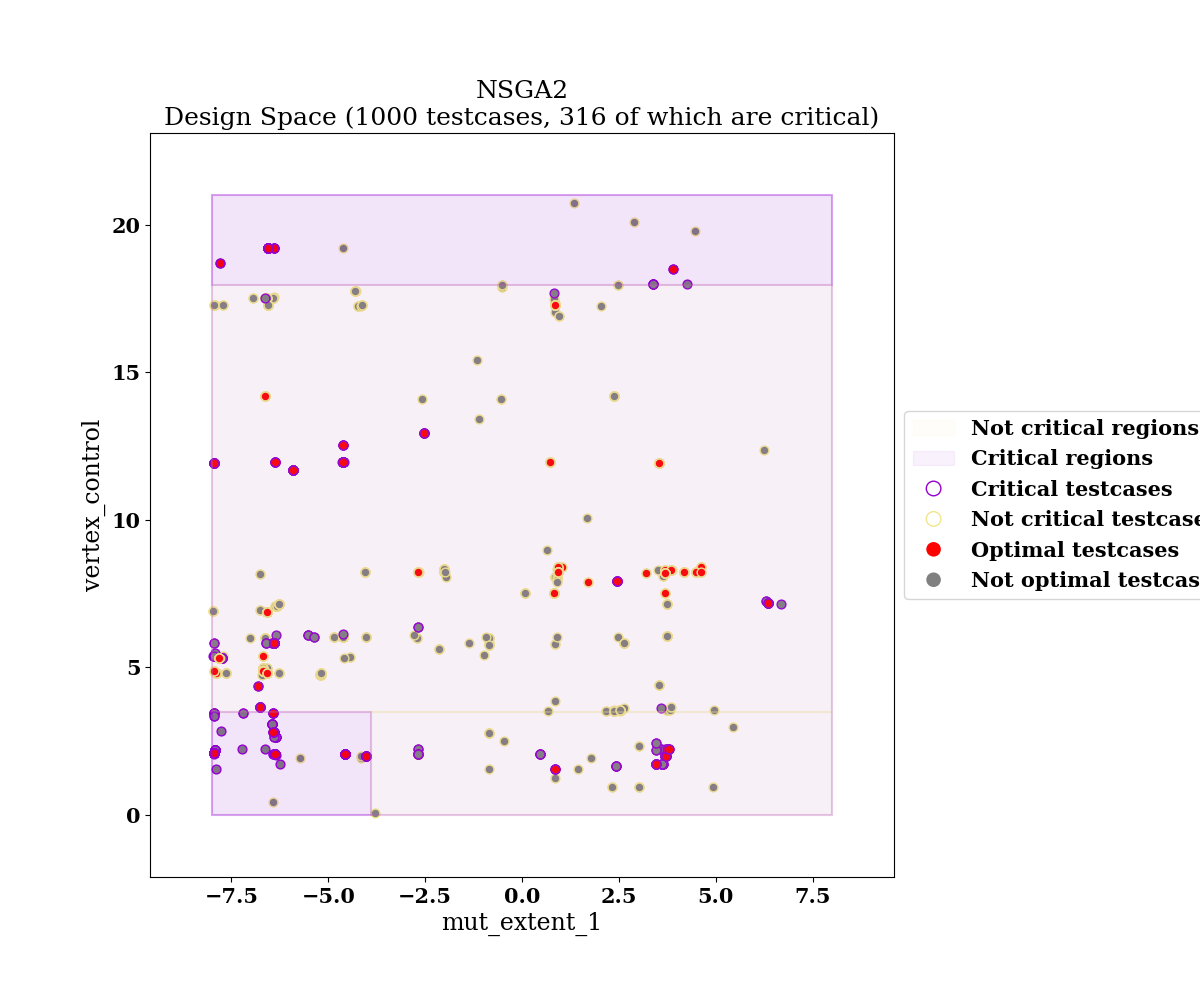 NSGA2
Design Space (1000 testcases, 316 of which are critical)
20
15
10
5
0
vertex_control
−7.5 −5.0 −2.5 0.0 2.5 5.0 7.5
mut_extent_1
Not critical regions
Critical regions
Critical testcases
Not critical testcase
Optimal testcases
Not optimal testcas